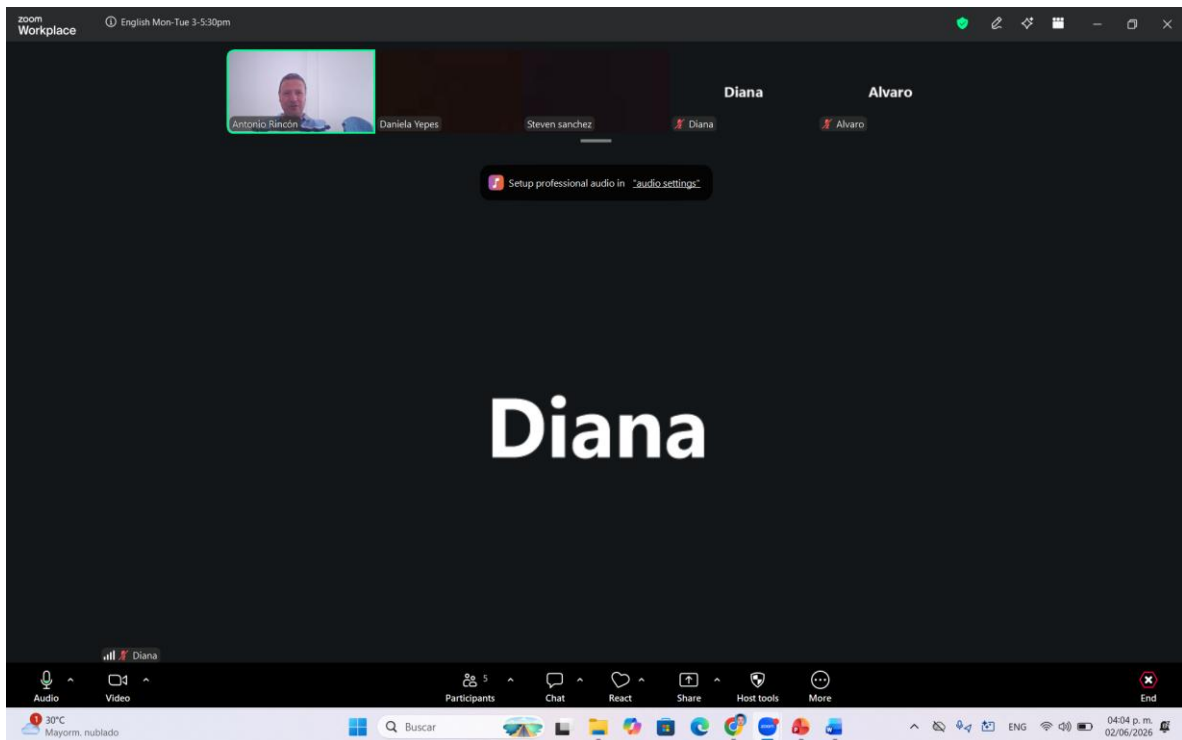 zoom
Workplace
English Mon-Tue 3-5:30pm
Diana
Alvaro
Antonio Rincón
Daniela Yepes
Steven sanchez
Diana
Alvaro
Setup professional audio in "audio settings"
Diana
Diana
Audio
Video
5
Participants
Chat
React
Share
Host tools
More
End
1
30°C
Mayorm. nublado
Buscar
ENG
04:04 p. m.
02/06/2026